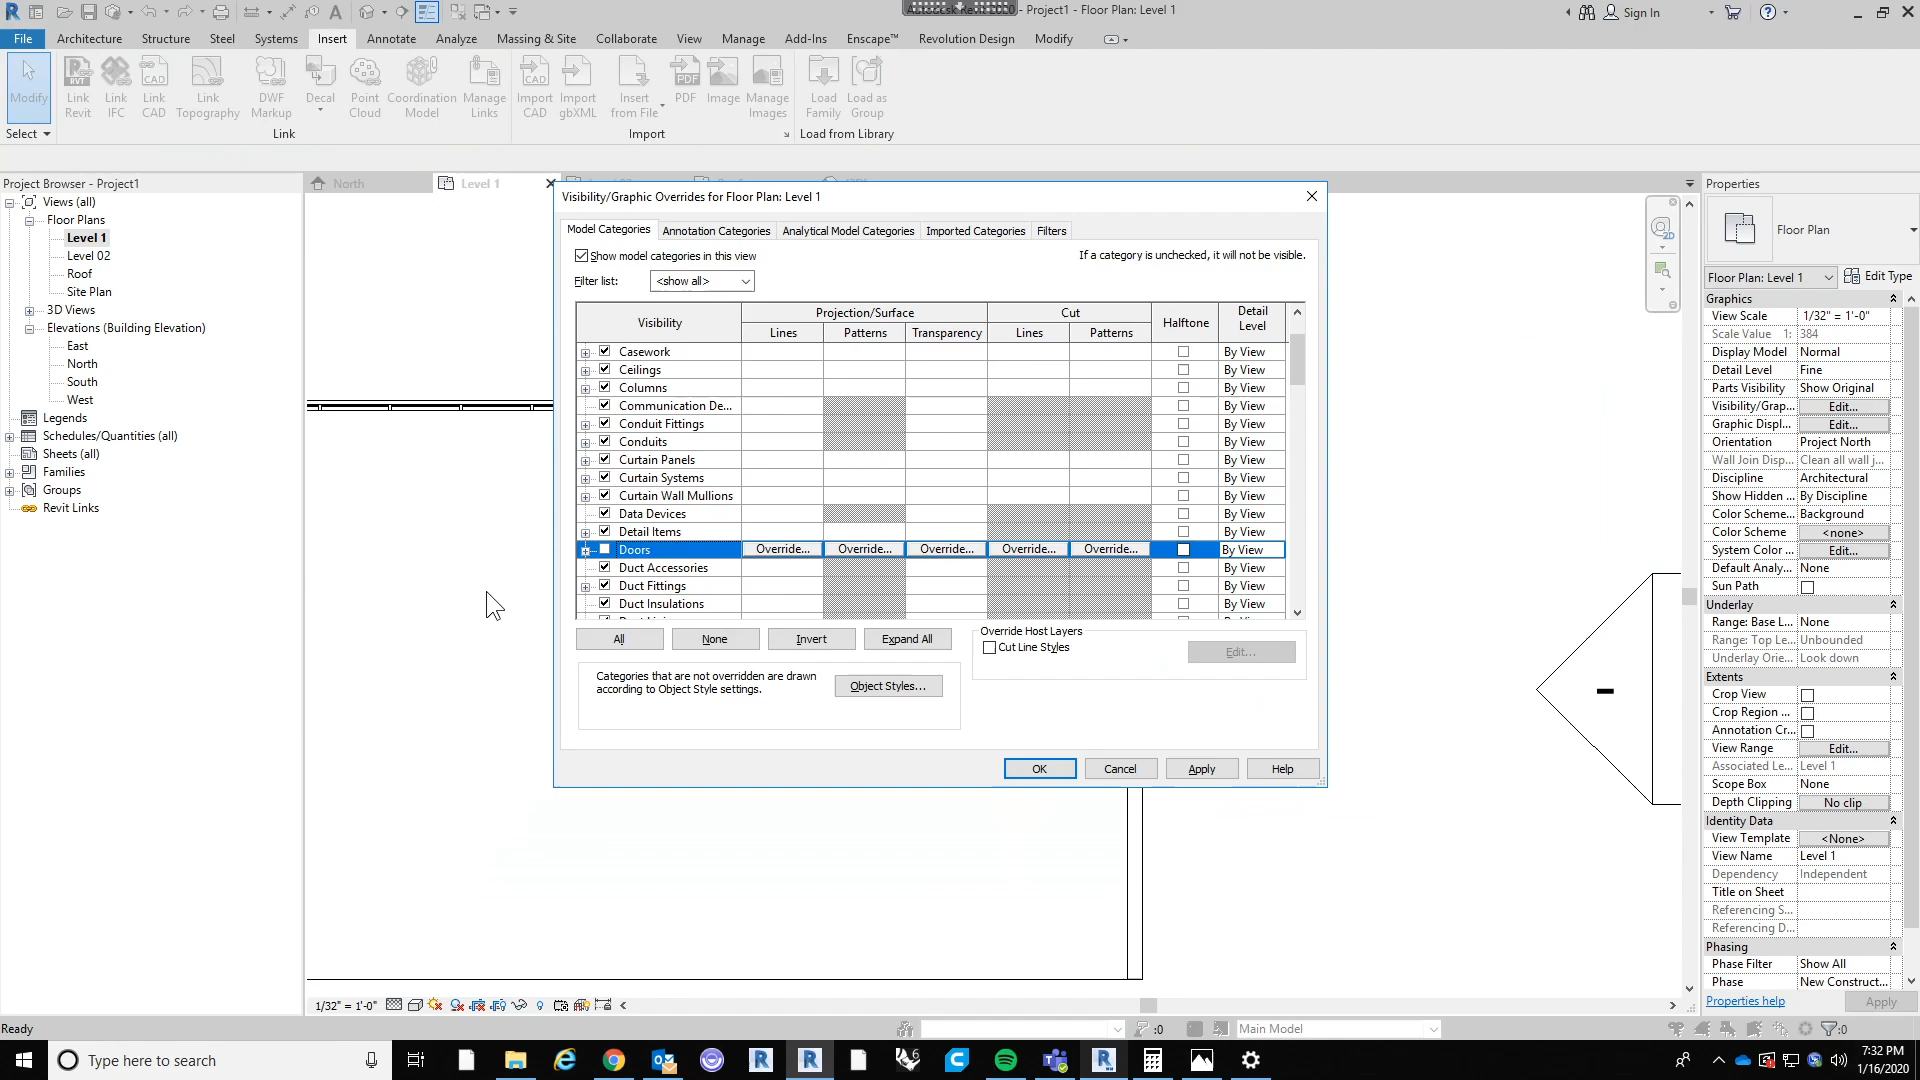 - Project1 - Floor Plan: Level 1
Sign In
File Architecture Structure Steel Systems Insert Annotate Analyze Massing & Site Collaborate View Manage Add-Ins Enscape™ Revolution Design Modify
Modify
Link Revit
Link IFC
Link CAD
Link Topography
DWF Markup
Decal
Point Cloud
Coordination Model
Manage Links
Import CAD
Import gbXML
Insert from File
PDF
Image
Manage Images
Load Family
Load as Group
Select
Link
Import
Load from Library
Project Browser - Project1
Views (all)
Floor Plans
Level 1
Level 02
Roof
Site Plan
3D Views
Elevations (Building Elevation)
East
North
South
West
Legends
Schedules/Quantities (all)
Sheets (all)
Families
Groups
Revit Links
North
Level 1
Visibility/Graphic Overrides for Floor Plan: Level 1
Model Categories Annotation Categories Analytical Model Categories Imported Categories Filters
Show model categories in this view
If a category is unchecked, it will not be visible.
Filter list: <show all>
Visibility Projection/Surface Cut Halftone Detail Level
Lines Patterns Transparency Lines Patterns
Casework By View
Ceilings By View
Columns By View
Communication De... By View
Conduit Fittings By View
Conduits By View
Curtain Panels By View
Curtain Systems By View
Curtain Wall Mullions By View
Data Devices By View
Detail Items By View
Doors Override... Override... Override... Override... Override... By View
Duct Accessories By View
Duct Fittings By View
Duct Insulations By View
All None Invert Expand All
Override Host Layers
Cut Line Styles Edit...
Categories that are not overridden are drawn
according to Object Style settings.
Object Styles...
OK Cancel Apply Help
Properties
Floor Plan
Floor Plan: Level 1 Edit Type
Graphics
View Scale 1/32" = 1'-0"
Scale Value 1: 384
Display Model Normal
Detail Level Fine
Parts Visibility Show Original
Visibility/Grap... Edit...
Graphic Displ... Edit...
Orientation Project North
Wall Join Disp... Clean all wall j...
Discipline Architectural
Show Hidden ... By Discipline
Color Scheme... Background
Color Scheme <none>
System Color ... Edit...
Default Analy... None
Sun Path
Underlay
Range: Base L... None
Range: Top Le... Unbounded
Underlay Orie... Look down
Extents
Crop View
Crop Region ...
Annotation Cr...
View Range Edit...
Associated Le... Level 1
Scope Box None
Depth Clipping No clip
Identity Data
View Template <None>
View Name Level 1
Dependency Independent
Title on Sheet
Referencing S...
Referencing D...
Phasing
Phase Filter Show All
Phase New Construct...
Properties help Apply
1/32" = 1'-0"
Ready
:0
Main Model
:0
Type here to search
7:32 PM
1/16/2020